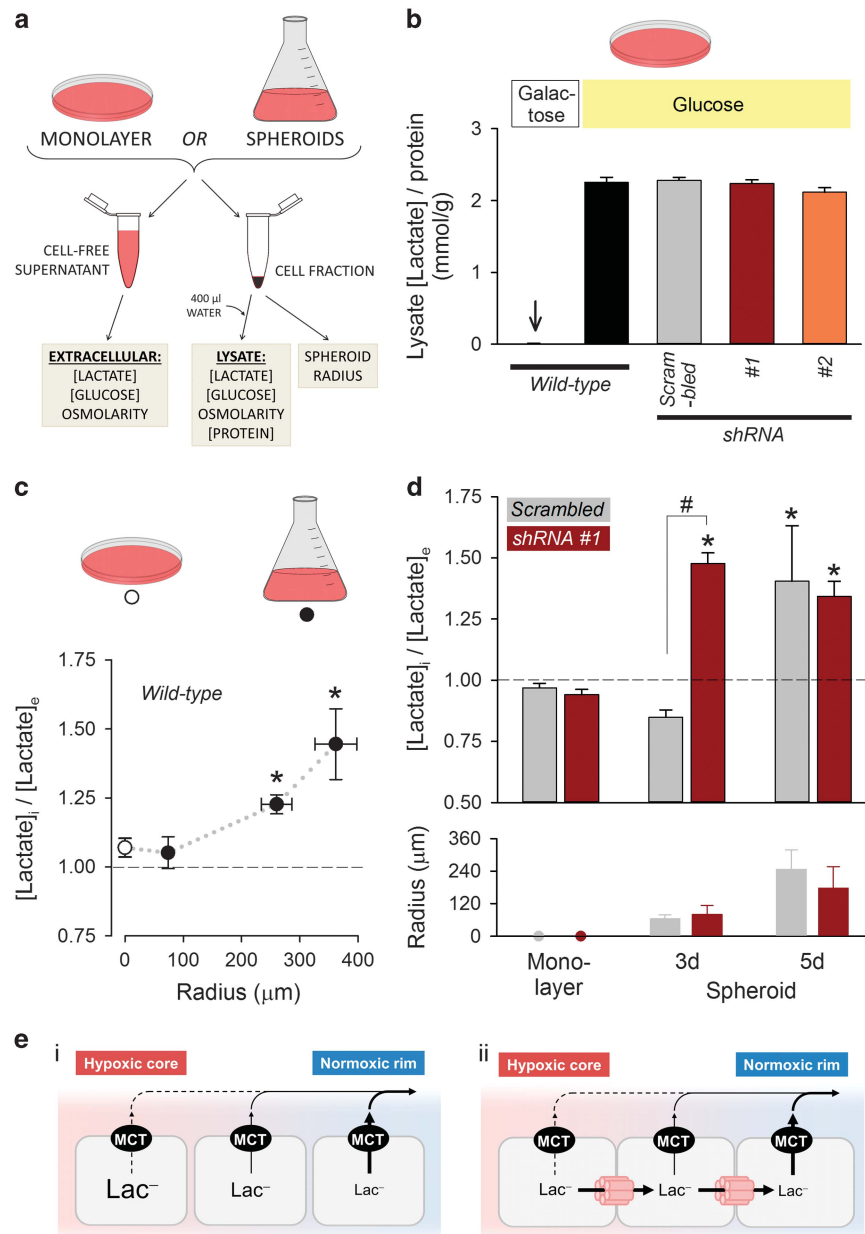 a
MONOLAYER OR SPHEROIDS
CELL-FREE
SUPERNATANT
CELL FRACTION
400 µl
WATER
EXTRACELLULAR:
[LACTATE]
[GLUCOSE]
OSMOLARITY
LYSATE:
[LACTATE]
[GLUCOSE]
OSMOLARITY
[PROTEIN]
SPHEROID
RADIUS
b
Galac-
tose
Glucose
Lysate [Lactate] / protein
(mmol/g)
3
2
1
0
Wild-type
Scram
-bled
#1
#2
shRNA
c
Wild-type
[Lactate]i / [Lactate]e
1.75
1.50
1.25
1.00
0.75
*
*
0
100
200
300
400
Radius (µm)
d
Scrambled
shRNA #1
#
*
*
*
[Lactate]i / [Lactate]e
1.75
1.50
1.25
1.00
0.75
0.50
Radius (µm)
360
240
120
0
Mono-
layer
3d
5d
Spheroid
e
i
Hypoxic core
Normoxic rim
MCT
MCT
MCT
Lac–
Lac–
Lac–
ii
Hypoxic core
Normoxic rim
MCT
MCT
MCT
Lac–
Lac–
Lac–